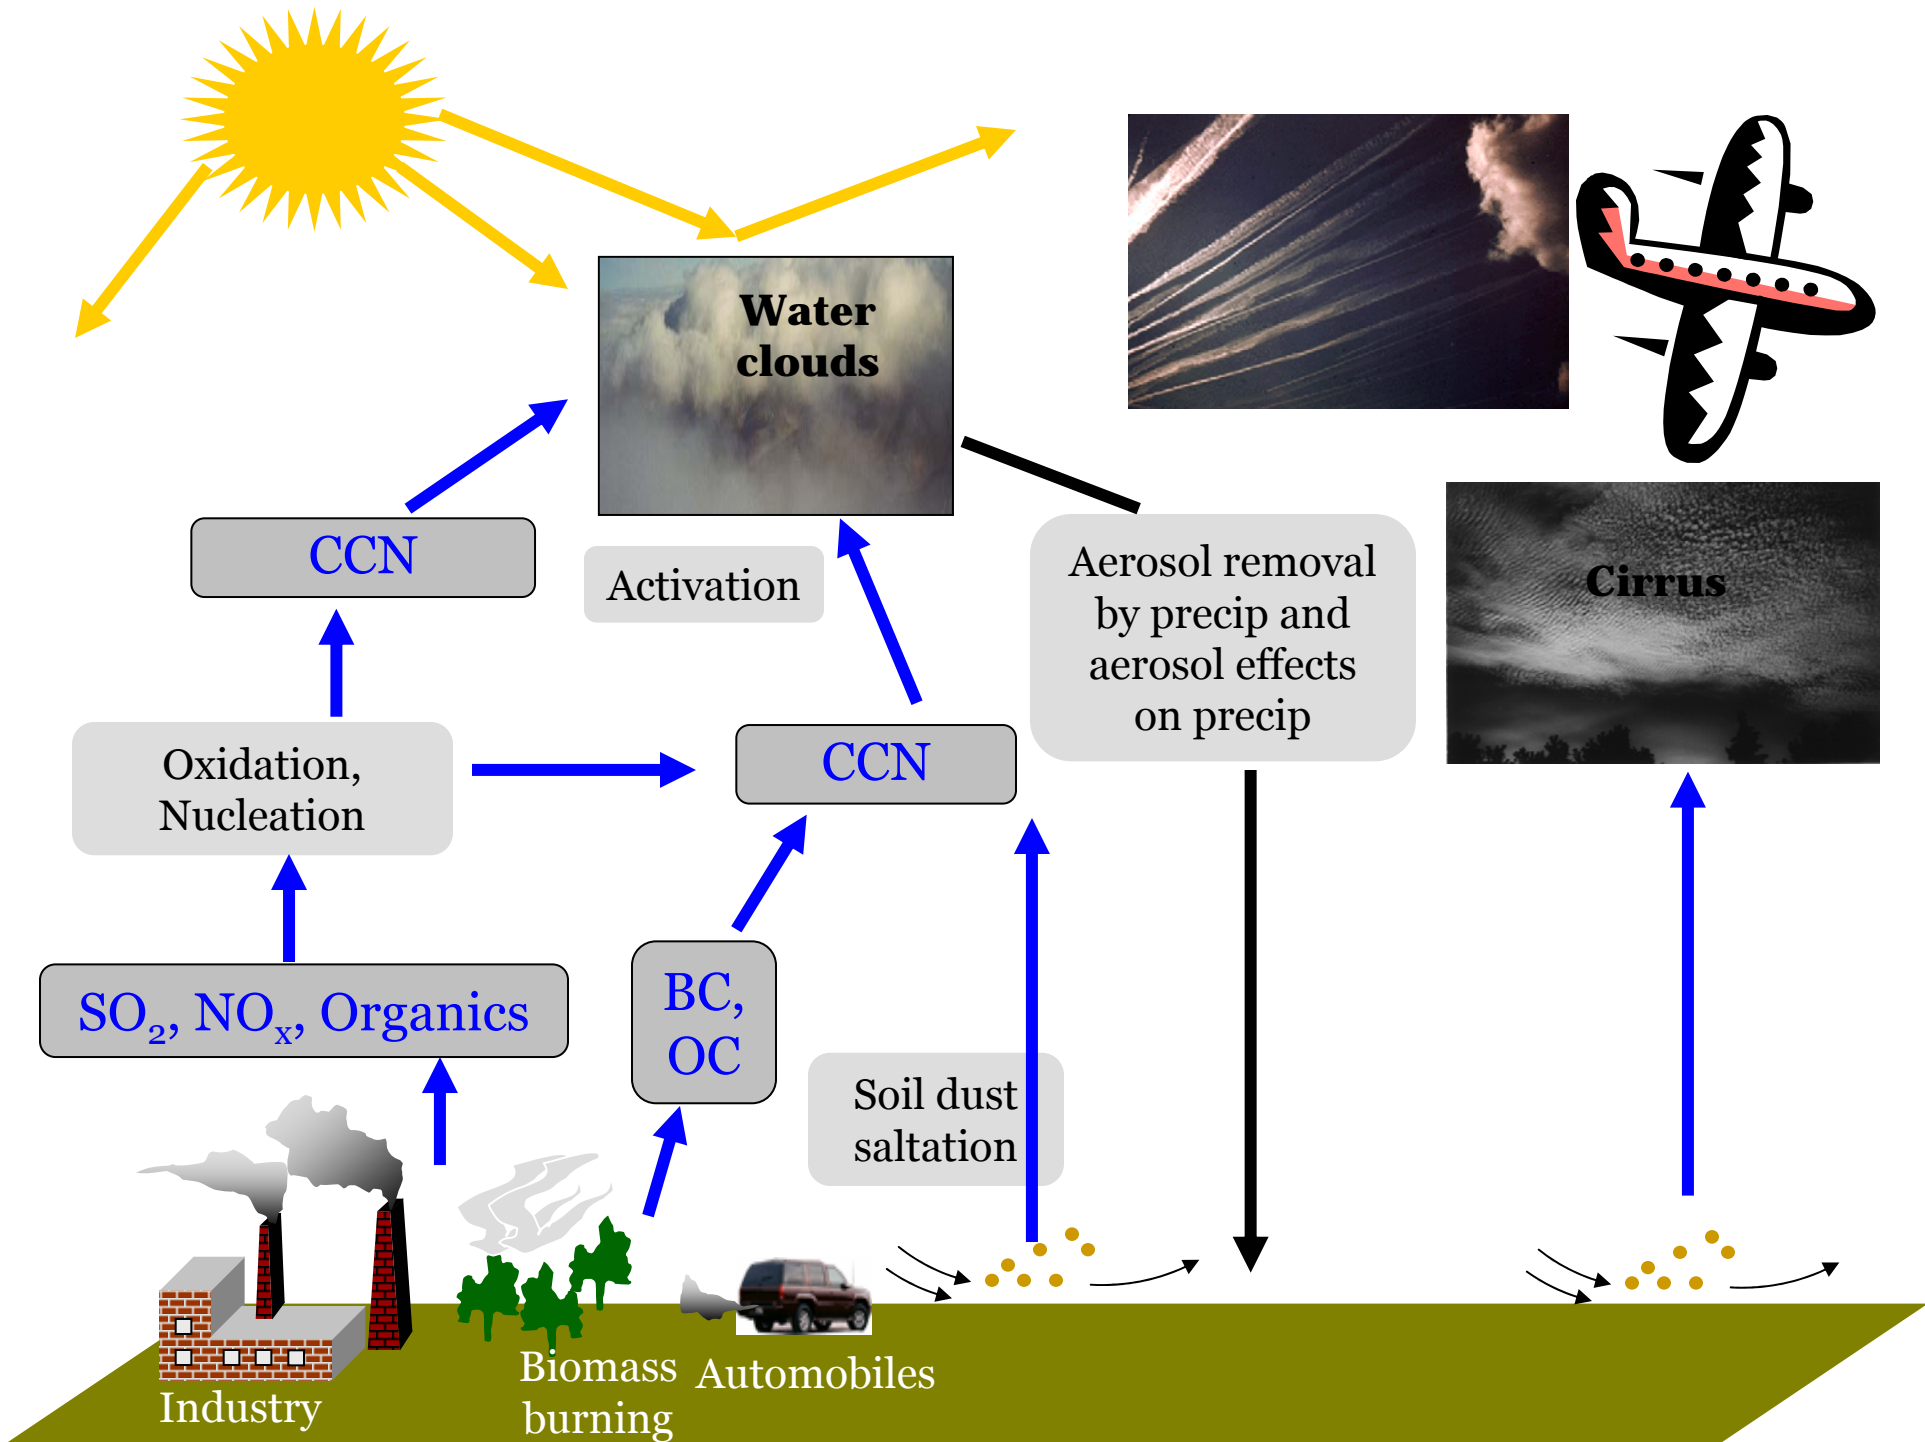 Water
clouds
CCN
Activation
Aerosol removal
by precip and
aerosol effects
on precip
Cirrus
Oxidation,
Nucleation
CCN
SO₂, NOₓ, Organics
BC,
OC
Soil dust
saltation
Industry
Biomass
burning
Automobiles